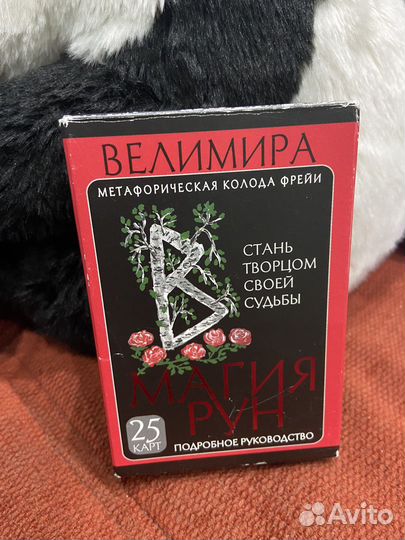 ВЕЛИМИРА
МЕТАФОРИЧЕСКАЯ КОЛОДА ФРЕЙИ
СТАНЬ
ТВОРЦОМ
СВОЕЙ
СУДЬБЫ
МАГИЯ
РУН
25
КАРТ
ПОДРОБНОЕ РУКОВОДСТВО
Avito